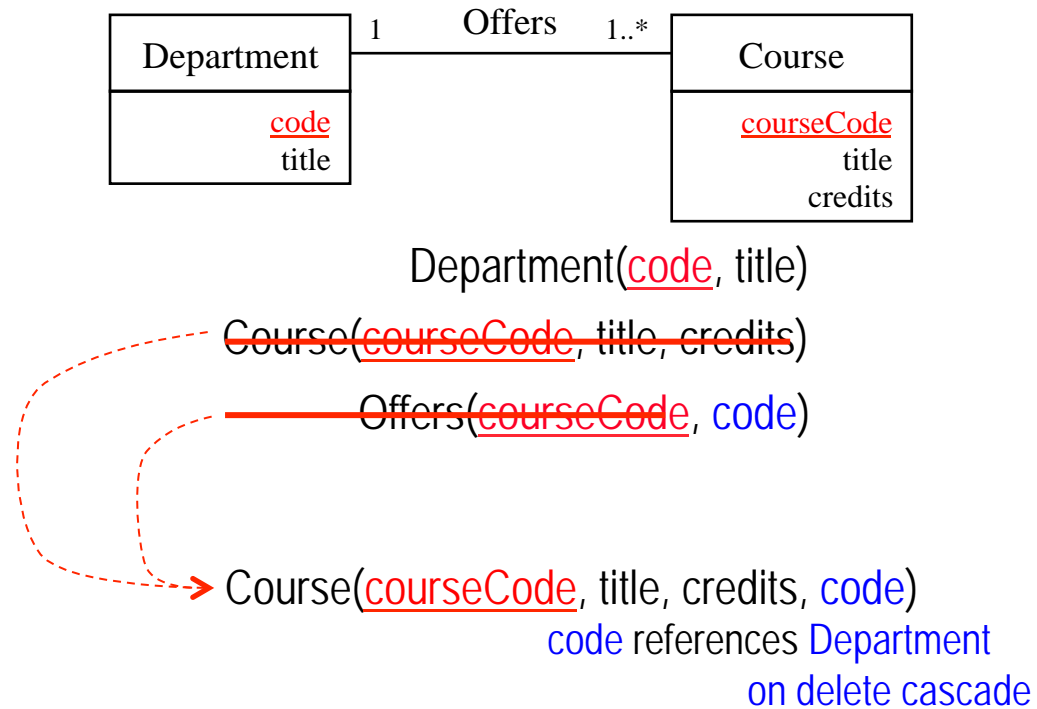 1 Offers 1..*
Department Course
code courseCode
title title
credits
Department(code, title)
Course(courseCode, title, credits)
Offers(courseCode, code)
Course(courseCode, title, credits, code)
code references Department
on delete cascade